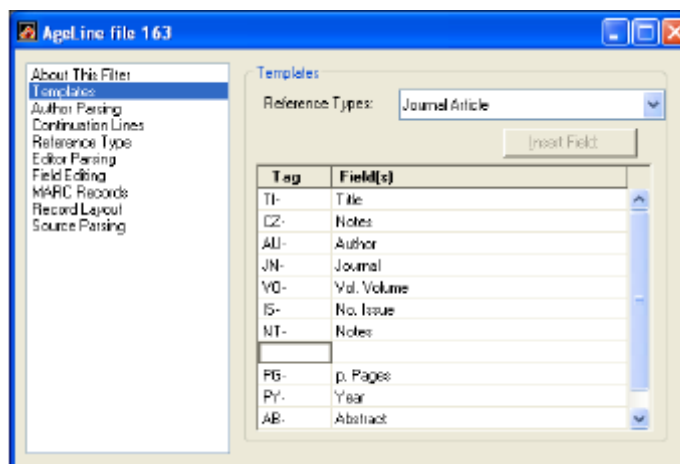 AgeLine file 163
About This Filter
Templates
Author Parsing
Continuation Lines
Reference Type
Editor Parsing
Field Editing
MARC Records
Record Layout
Source Parsing
Templates
Reference Types: Journal Article
Insert Field
Tag Field(s)
TI- Title
CZ- Notes
AU- Author
JN- Journal
VO- Vol. Volume
IS- No. Issue
NT- Notes
PG- p. Pages
PY- Year
AB- Abstract